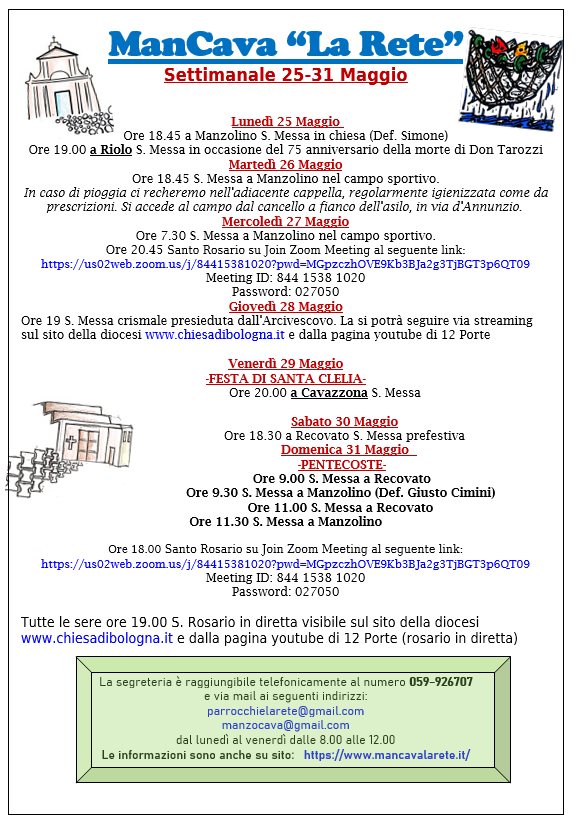 ManCava “La Rete”
Settimanale 25-31 Maggio
Lunedì 25 Maggio
Ore 18.45 a Manzolino S. Messa in chiesa (Def. Simone)
Ore 19.00 a Riolo S. Messa in occasione del 75 anniversario della morte di Don Tarozzi
Martedì 26 Maggio
Ore 18.45 S. Messa a Manzolino nel campo sportivo.
In caso di pioggia ci recheremo nell'adiacente cappella, regolarmente igienizzata come da
prescrizioni. Si accede al campo dal cancello a fianco dell'asilo, in via d'Annunzio.
Mercoledì 27 Maggio
Ore 7.30 S. Messa a Manzolino nel campo sportivo.
Ore 20.45 Santo Rosario su Join Zoom Meeting al seguente link:
https://us02web.zoom.us/j/84415381020?pwd=MGpzczhOVE9Kb3BJa2g3TjBGT3p6QT09
Meeting ID: 844 1538 1020
Password: 027050
Giovedì 28 Maggio
Ore 19 S. Messa crismale presieduta dall'Arcivescovo. La si potrà seguire via streaming
sul sito della diocesi www.chiesadibologna.it e dalla pagina youtube di 12 Porte
Venerdì 29 Maggio
-FESTA DI SANTA CLELIA-
Ore 20.00 a Cavazzona S. Messa
Sabato 30 Maggio
Ore 18.30 a Recovato S. Messa prefestiva
Domenica 31 Maggio
-PENTECOSTE-
Ore 9.00 S. Messa a Recovato
Ore 9.30 S. Messa a Manzolino (Def. Giusto Cimini)
Ore 11.00 S. Messa a Recovato
Ore 11.30 S. Messa a Manzolino
Ore 18.00 Santo Rosario su Join Zoom Meeting al seguente link:
https://us02web.zoom.us/j/84415381020?pwd=MGpzczhOVE9Kb3BJa2g3TjBGT3p6QT09
Meeting ID: 844 1538 1020
Password: 027050
Tutte le sere ore 19.00 S. Rosario in diretta visibile sul sito della diocesi
www.chiesadibologna.it e dalla pagina youtube di 12 Porte (rosario in diretta)
La segreteria è raggiungibile telefonicamente al numero 059-926707
e via mail ai seguenti indirizzi:
parrocchielarete@gmail.com
manzocava@gmail.com
dal lunedì al venerdì dalle 8.00 alle 12.00
Le informazioni sono anche su sito: https://www.mancavalarete.it/